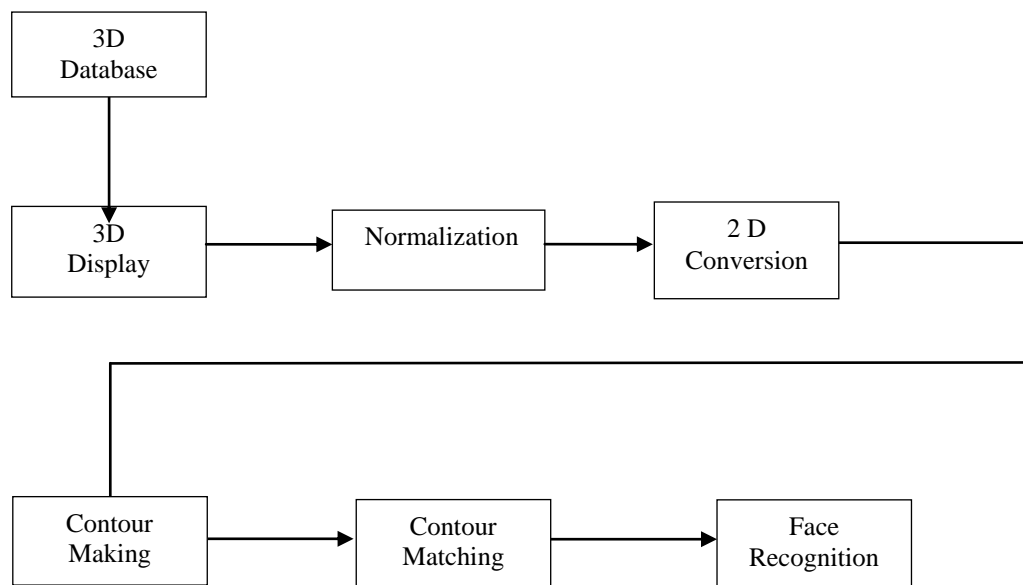 3D
Database
3D
Display
Normalization
2 D
Conversion
Contour
Making
Contour
Matching
Face
Recognition